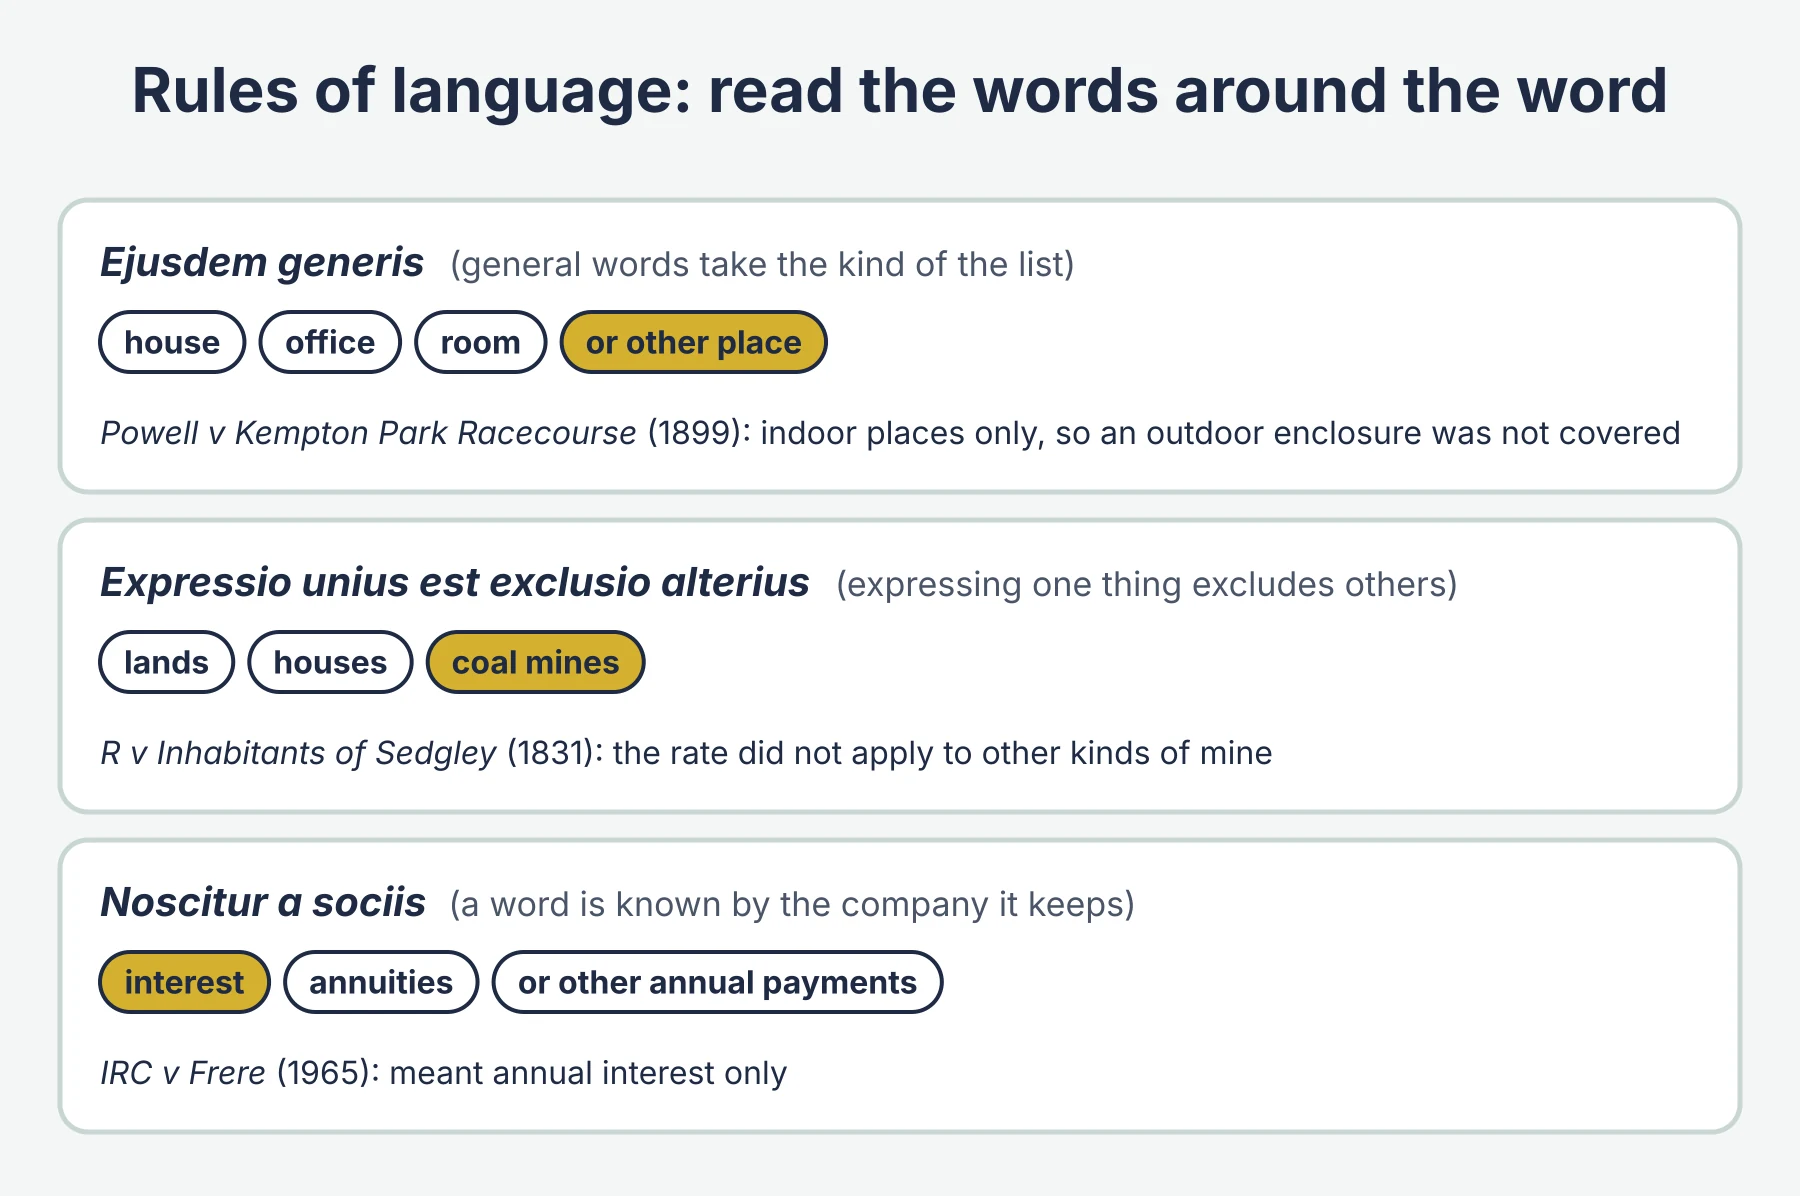 Rules of language: read the words around the word
Ejusdem generis (general words take the kind of the list)
house office room or other place
Powell v Kempton Park Racecourse (1899): indoor places only, so an outdoor enclosure was not covered
Expressio unius est exclusio alterius (expressing one thing excludes others)
lands houses coal mines
R v Inhabitants of Sedgley (1831): the rate did not apply to other kinds of mine
Noscitur a sociis (a word is known by the company it keeps)
interest annuities or other annual payments
IRC v Frere (1965): meant annual interest only